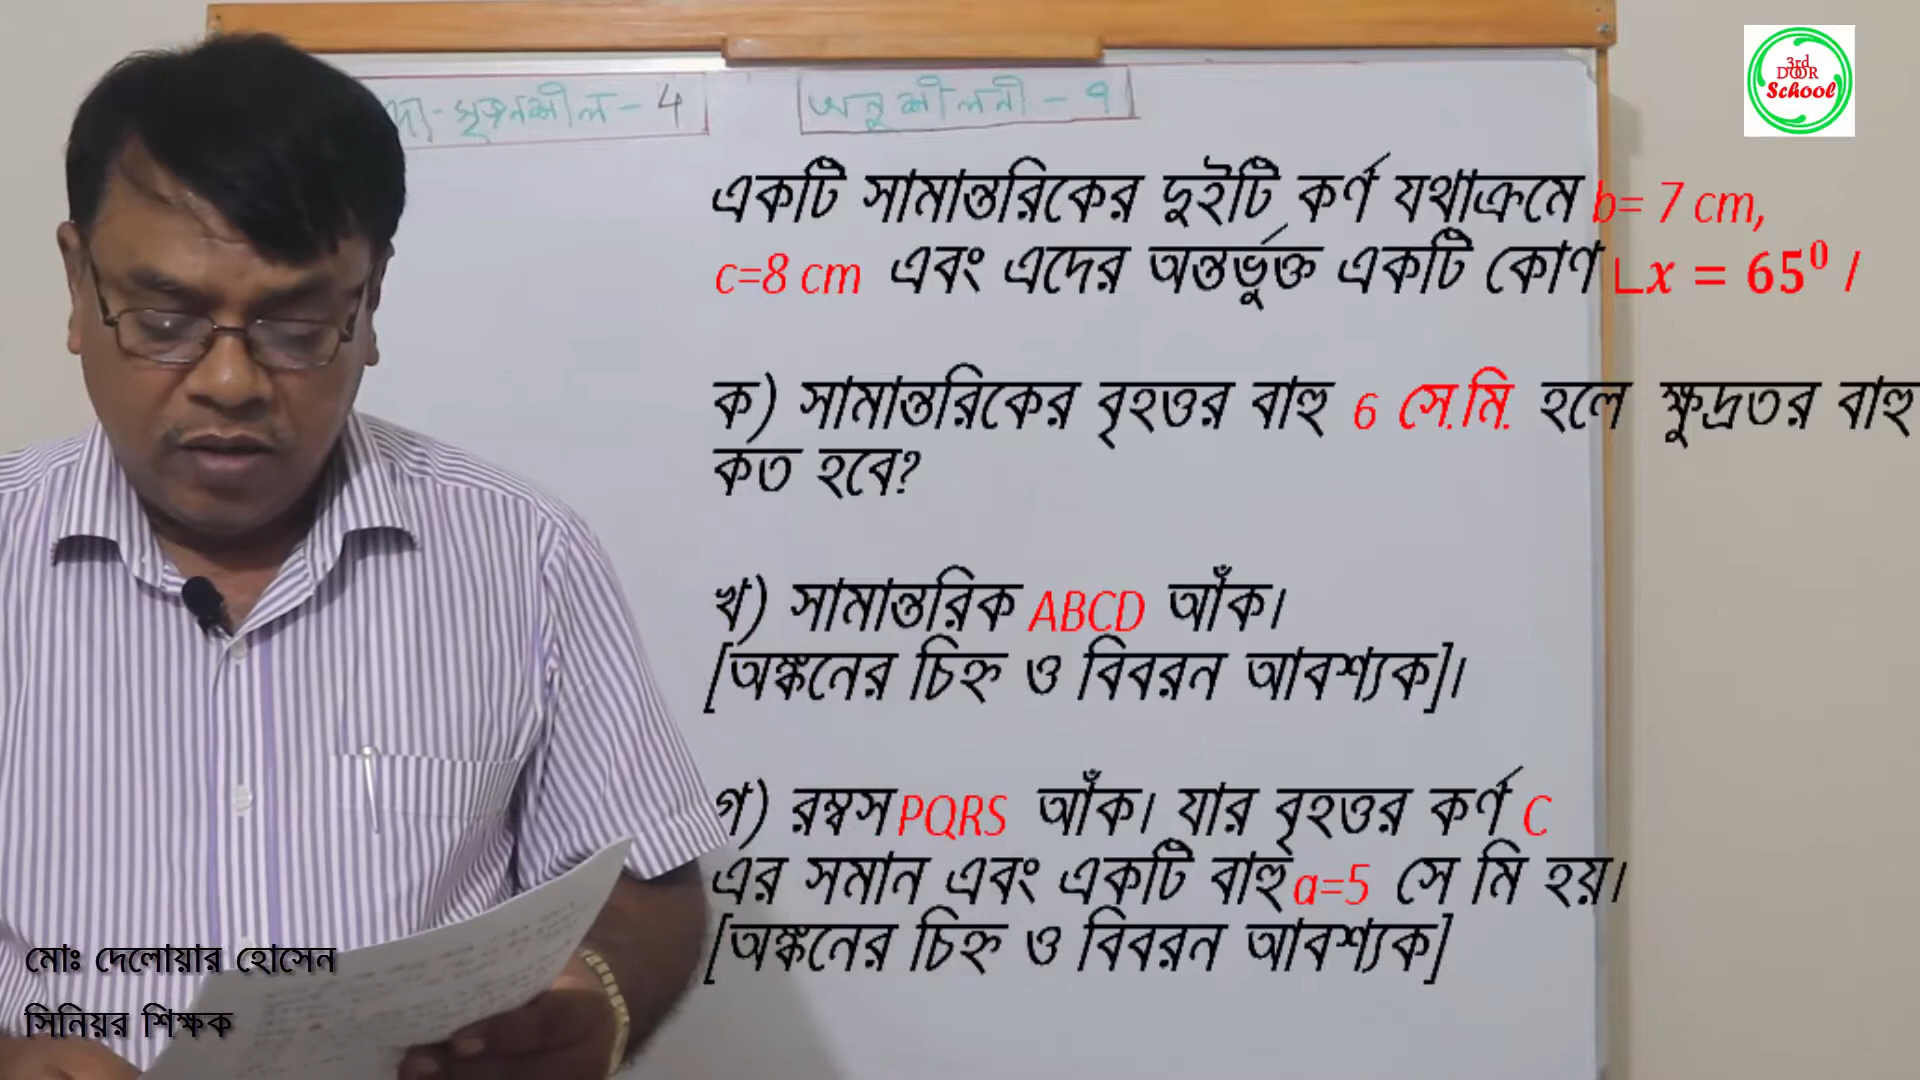 সৃজনশীল - 4
অনুশীলনী - ৭
3rd
DOOR
School
একটি সামান্তরিকের দুইটি কর্ণ যথাক্রমে b= 7 cm,
c=8 cm এবং এদের অন্তর্ভুক্ত একটি কোণ ∟x = 65⁰ /
ক) সামান্তরিকের বৃহত্তর বাহু 6 সে.মি. হলে ক্ষুদ্রতর বাহু
কত হবে?
খ) সামান্তরিক ABCD আঁক।
[অঙ্কনের চিহ্ন ও বিবরন আবশ্যক]।
গ) রম্বস PQRS আঁক। যার বৃহত্তর কর্ণ C
এর সমান এবং একটি বাহু a=5 সে মি হয়।
[অঙ্কনের চিহ্ন ও বিবরন আবশ্যক]
মোঃ দেলোয়ার হোসেন
সিনিয়র শিক্ষক